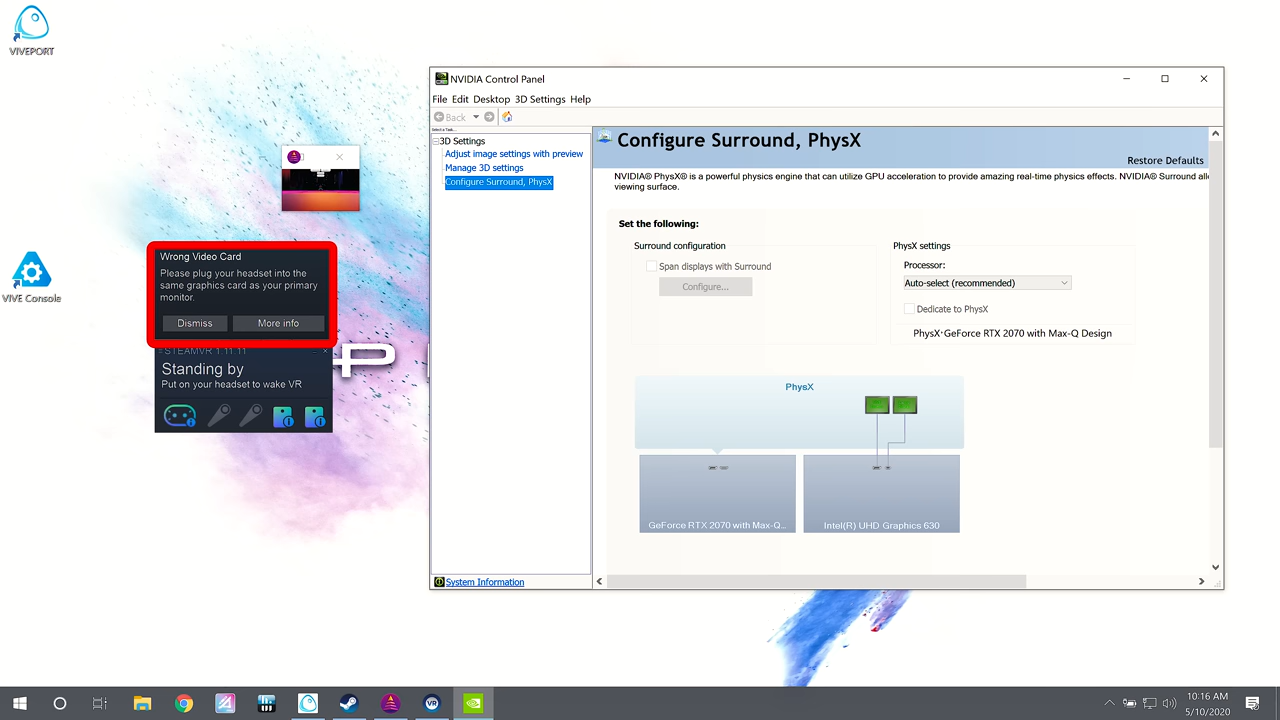 VIVEPORT
VIVE Console
Wrong Video Card
Please plug your headset into the
same graphics card as your primary
monitor.
Dismiss
More info
STEAMVR 1.11.11
Standing by
Put on your headset to wake VR
NVIDIA Control Panel
File Edit Desktop 3D Settings Help
Back
Select a Task...
3D Settings
Adjust image settings with preview
Manage 3D settings
Configure Surround, PhysX
System Information
Configure Surround, PhysX
Restore Defaults
NVIDIA® PhysX® is a powerful physics engine that can utilize GPU acceleration to provide amazing real-time physics effects. NVIDIA® Surround
viewing surface.
Set the following:
Surround configuration
Span displays with Surround
Configure...
PhysX settings
Processor:
Auto-select (recommended)
Dedicate to PhysX
PhysX GeForce RTX 2070 with Max-Q Design
PhysX
GeForce RTX 2070 with Max-Q...
Intel(R) UHD Graphics 630
P
VR
10:16 AM
5/10/2020